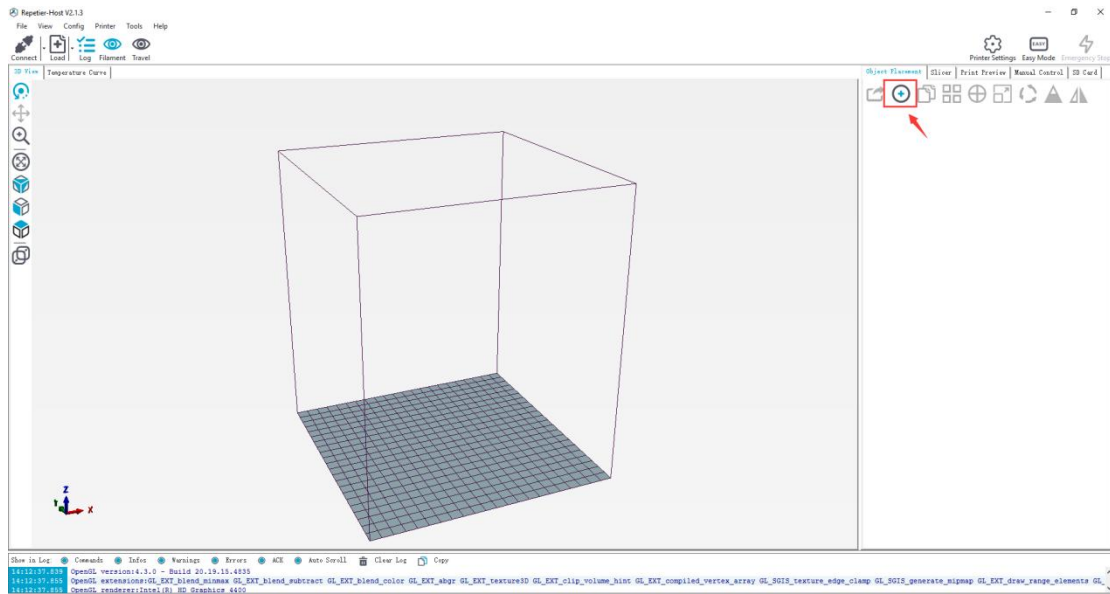 Repetier-Host V2.1.3
File View Config Printer Tools Help
Connect Load Log Filament Travel
Printer Settings Easy Mode Emergency Stop
EASY
3D View Temperature Curve
Object Placement Slicer Print Preview Manual Control SD Card
Z
Y
X
Show in Log: Commands Infos Warnings Errors ACK Auto Scroll Clear Log Copy
14:12:37.839 OpenGL version:4.3.0 - Build 20.19.15.4835
14:12:37.855 OpenGL extensions:GL_EXT_blend_minmax GL_EXT_blend_subtract GL_EXT_blend_color GL_EXT_abgr GL_EXT_texture3D GL_EXT_clip_volume_hint GL_EXT_compiled_vertex_array GL_SGIS_texture_edge_clamp GL_SGIS_generate_mipmap GL_EXT_draw_range_elements GL_
14:12:37.855 OpenGL renderer:Intel(R) HD Graphics 4400